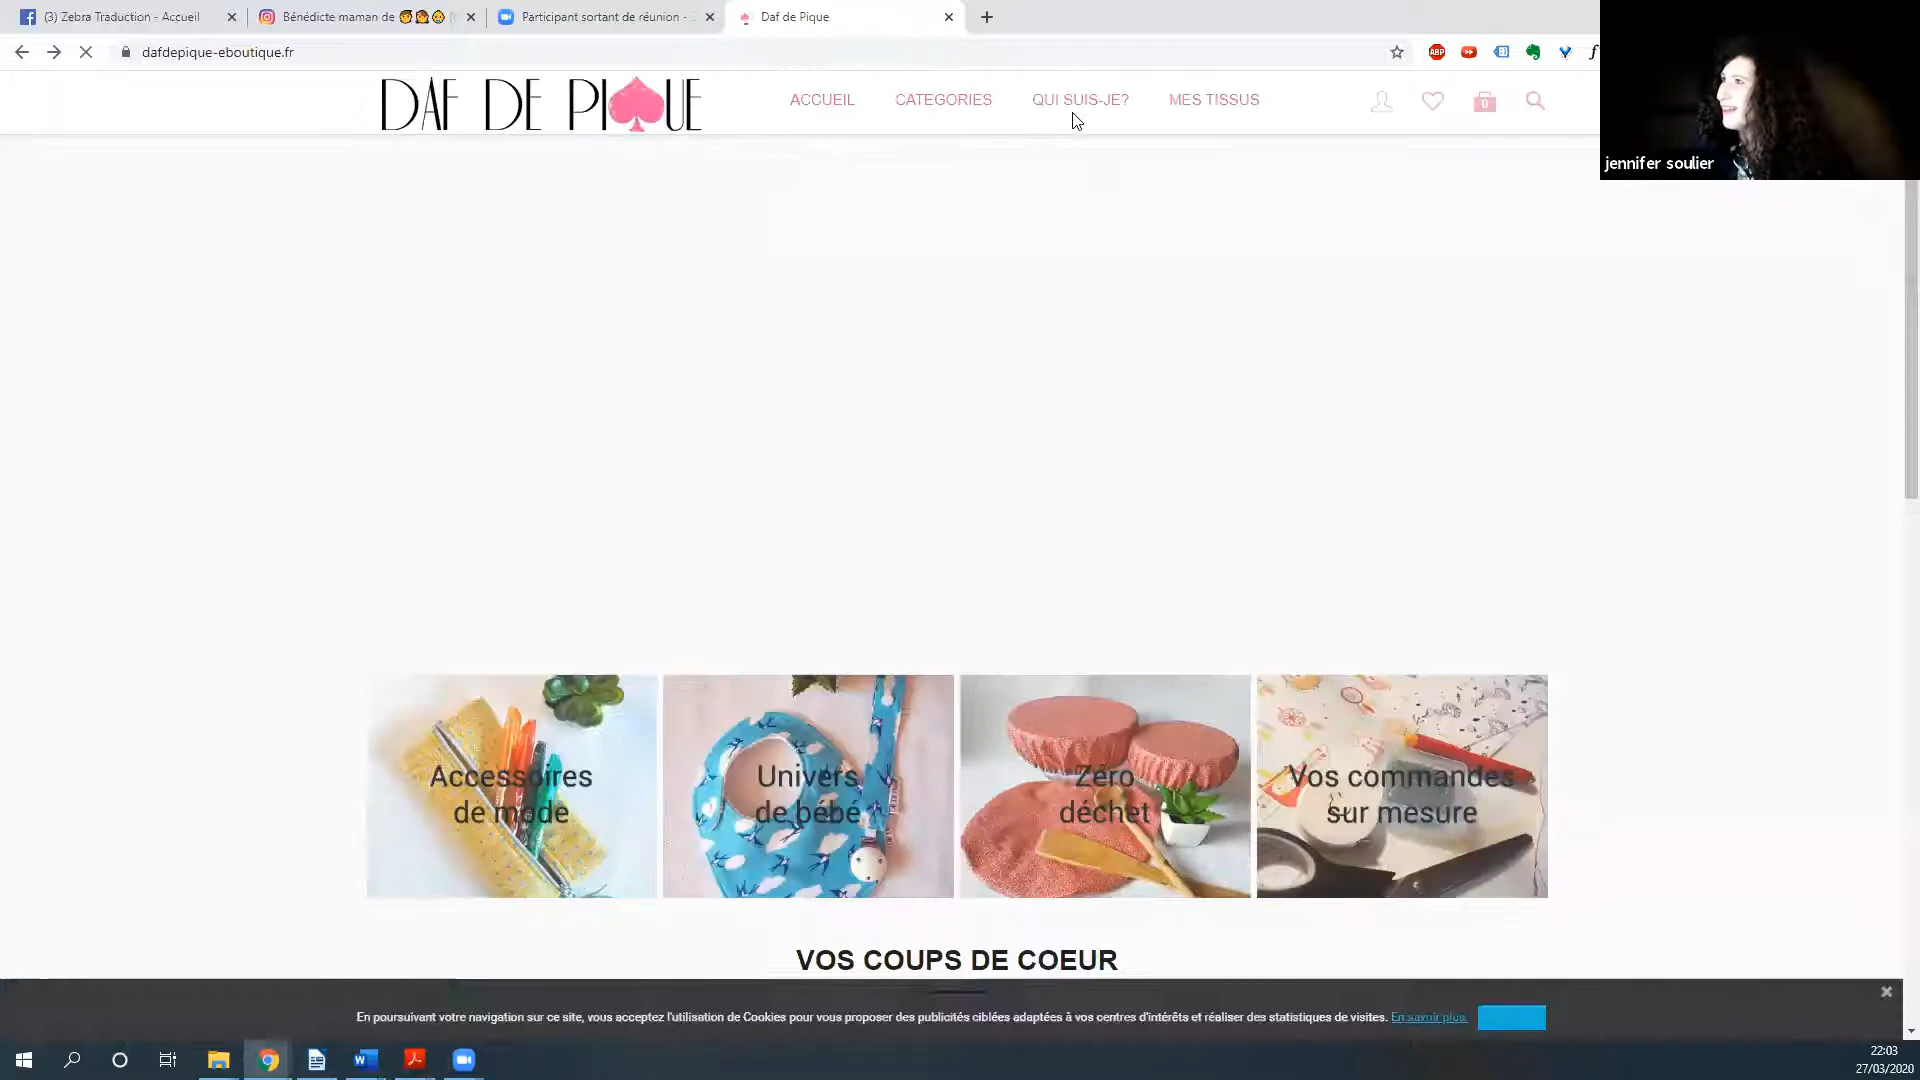 (3) Zebra Traduction - Accueil
Bénédicte maman de
Participant sortant de réunion -
Daf de Pique
dafdepique-eboutique.fr
ABP
DAF DE PIQUE
ACCUEIL
CATEGORIES
QUI SUIS-JE?
MES TISSUS
0
jennifer soulier
Accessoires
de mode
Univers
de bébé
Zéro
déchet
Vos commandes
sur mesure
VOS COUPS DE COEUR
En poursuivant votre navigation sur ce site, vous acceptez l'utilisation de Cookies pour vous proposer des publicités ciblées adaptées à vos centres d'intérêts et réaliser des statistiques de visites. En savoir plus.
22:03
27/03/2020